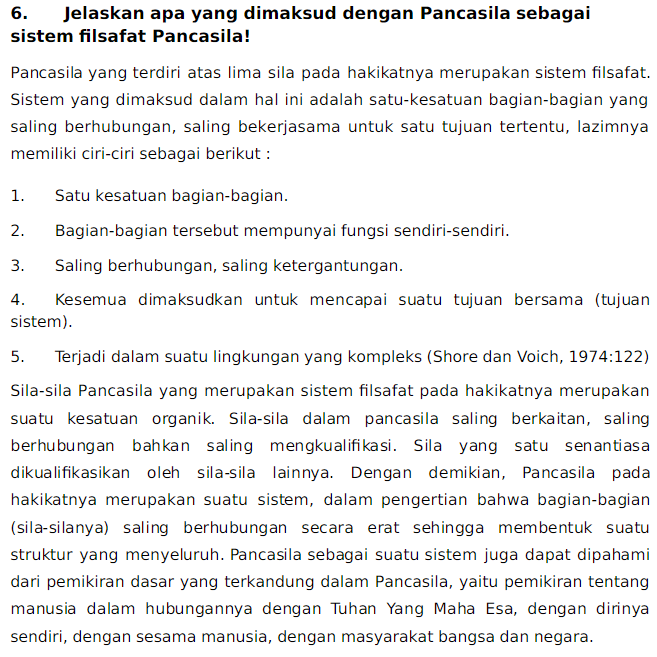 6. Jelaskan apa yang dimaksud dengan Pancasila sebagai
sistem filsafat Pancasila!
Pancasila yang terdiri atas lima sila pada hakikatnya merupakan sistem filsafat.
Sistem yang dimaksud dalam hal ini adalah satu-kesatuan bagian-bagian yang
saling berhubungan, saling bekerjasama untuk satu tujuan tertentu, lazimnya
memiliki ciri-ciri sebagai berikut :
1. Satu kesatuan bagian-bagian.
2. Bagian-bagian tersebut mempunyai fungsi sendiri-sendiri.
3. Saling berhubungan, saling ketergantungan.
4. Kesemua dimaksudkan untuk mencapai suatu tujuan bersama (tujuan
sistem).
5. Terjadi dalam suatu lingkungan yang kompleks (Shore dan Voich, 1974:122)
Sila-sila Pancasila yang merupakan sistem filsafat pada hakikatnya merupakan
suatu kesatuan organik. Sila-sila dalam pancasila saling berkaitan, saling
berhubungan bahkan saling mengkualifikasi. Sila yang satu senantiasa
dikualifikasikan oleh sila-sila lainnya. Dengan demikian, Pancasila pada
hakikatnya merupakan suatu sistem, dalam pengertian bahwa bagian-bagian
(sila-silanya) saling berhubungan secara erat sehingga membentuk suatu
struktur yang menyeluruh. Pancasila sebagai suatu sistem juga dapat dipahami
dari pemikiran dasar yang terkandung dalam Pancasila, yaitu pemikiran tentang
manusia dalam hubungannya dengan Tuhan Yang Maha Esa, dengan dirinya
sendiri, dengan sesama manusia, dengan masyarakat bangsa dan negara.